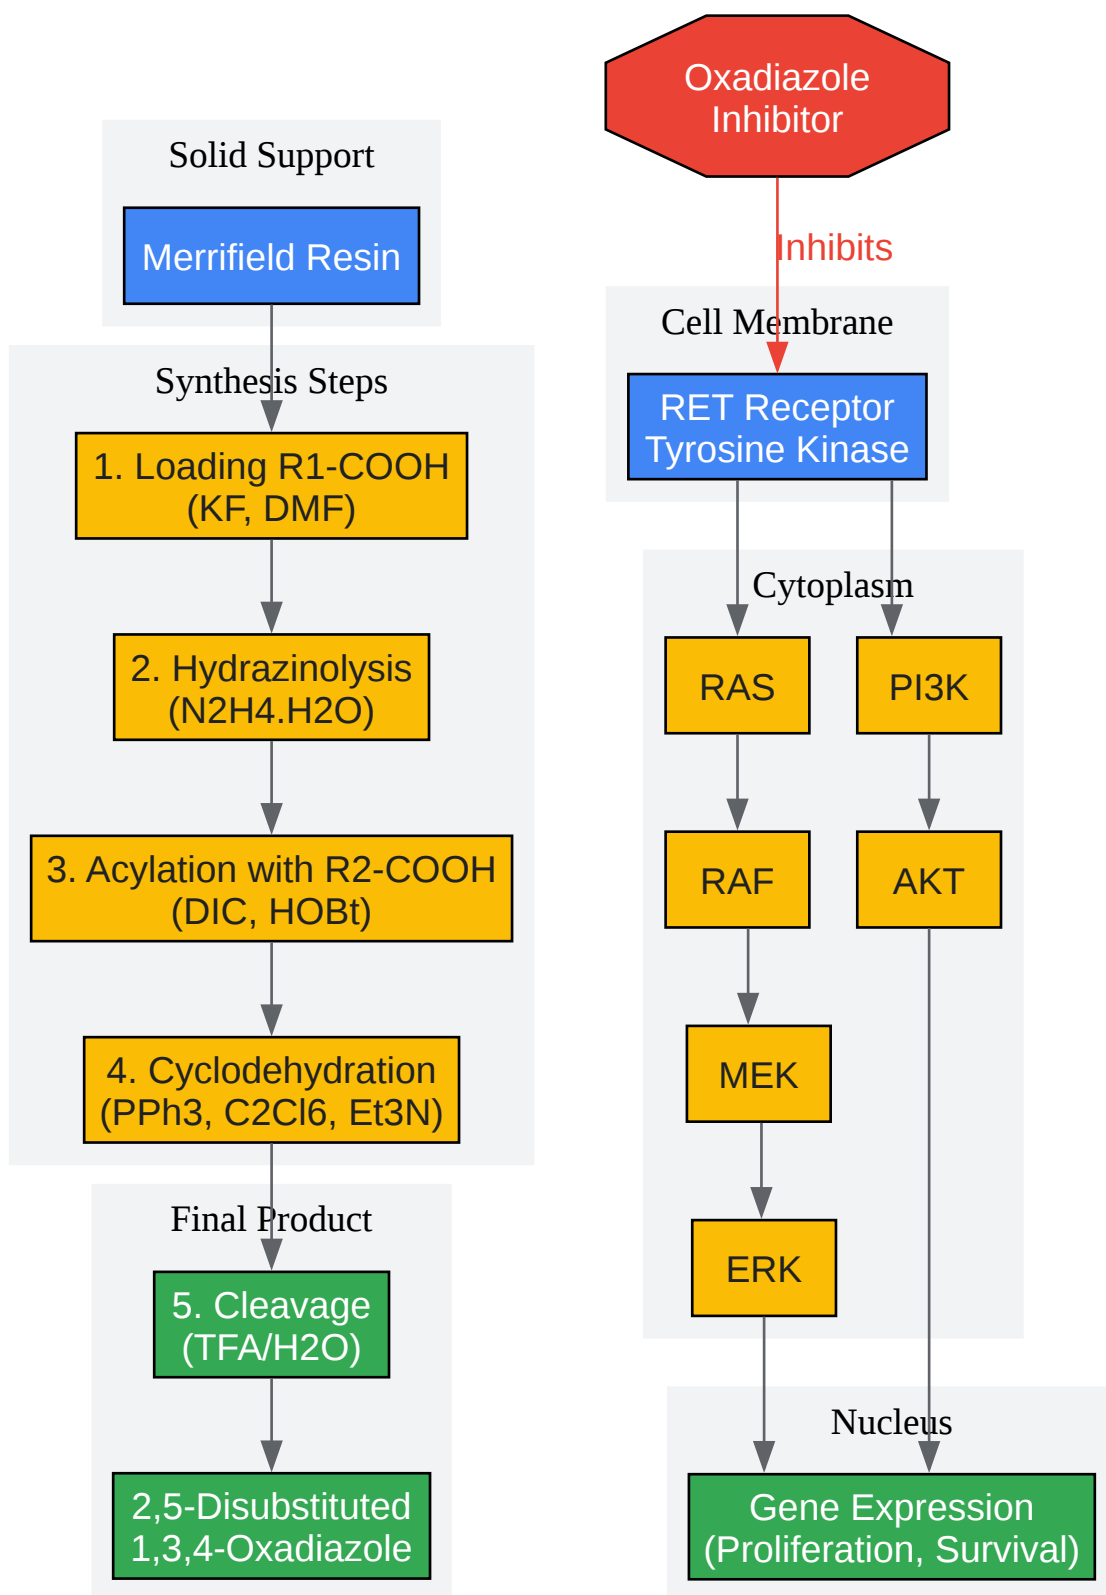 Solid Support
Merrifield Resin
Synthesis Steps
1. Loading R1-COOH
(KF, DMF)
2. Hydrazinolysis
(N2H4.H2O)
3. Acylation with R2-COOH
(DIC, HOBt)
4. Cyclodehydration
(PPh3, C2Cl6, Et3N)
Final Product
5. Cleavage
(TFA/H2O)
2,5-Disubstituted
1,3,4-Oxadiazole
Oxadiazole
Inhibitor
Inhibits
Cell Membrane
RET Receptor
Tyrosine Kinase
Cytoplasm
RAS
PI3K
RAF
AKT
MEK
ERK
Nucleus
Gene Expression
(Proliferation, Survival)